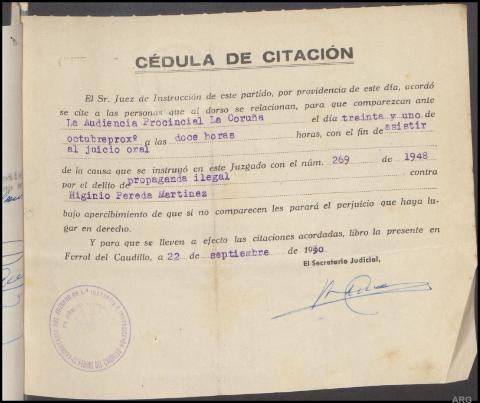 CÉDULA DE CITACIÓN
El Sr. Juez de Instrucción de este partido, por providencia de este día, acordó
se cite a las personas que al dorso se relacionan, para que comparezcan ante
La Audiencia Provincial La Coruña el día treinta y uno de
octubreproxº a las doce horas horas, con el fin de asistir
al juicio oral
de la causa que se instruyó en este Juzgado con el núm. 269 de 1948
por el delito de propaganda ilegal contra
Higinio Pereda Martinez
bajo apercibimiento de que si no comparecen les parará el perjuicio que haya lu-
gar en derecho.
Y para que se lleven a efecto las citaciones acordadas, libro la presente en
Ferrol del Caudillo, a 22 de septiembre de 1950.
El Secretario Judicial,
ARG